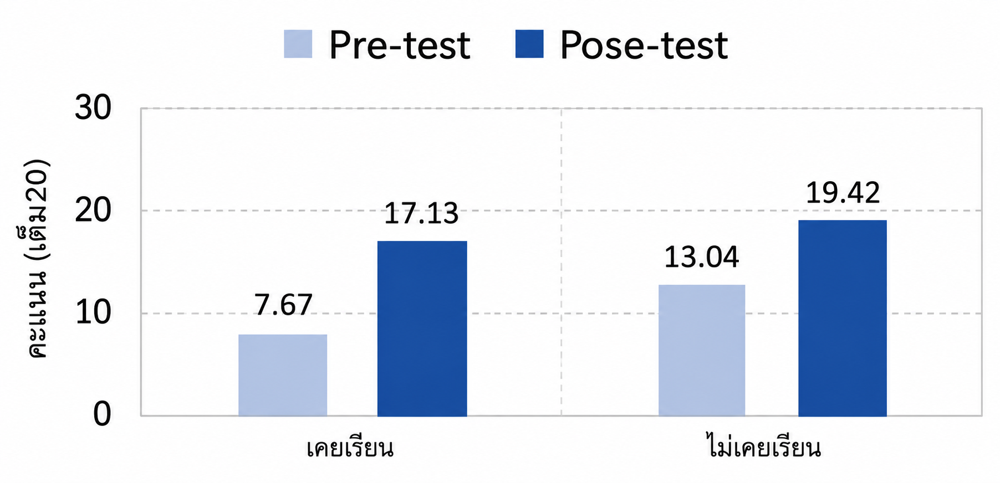 Pre-test Pose-test
คะแนน (เต็ม20)
30
20
10
0
7.67
17.13
13.04
19.42
เคยเรียน
ไม่เคยเรียน